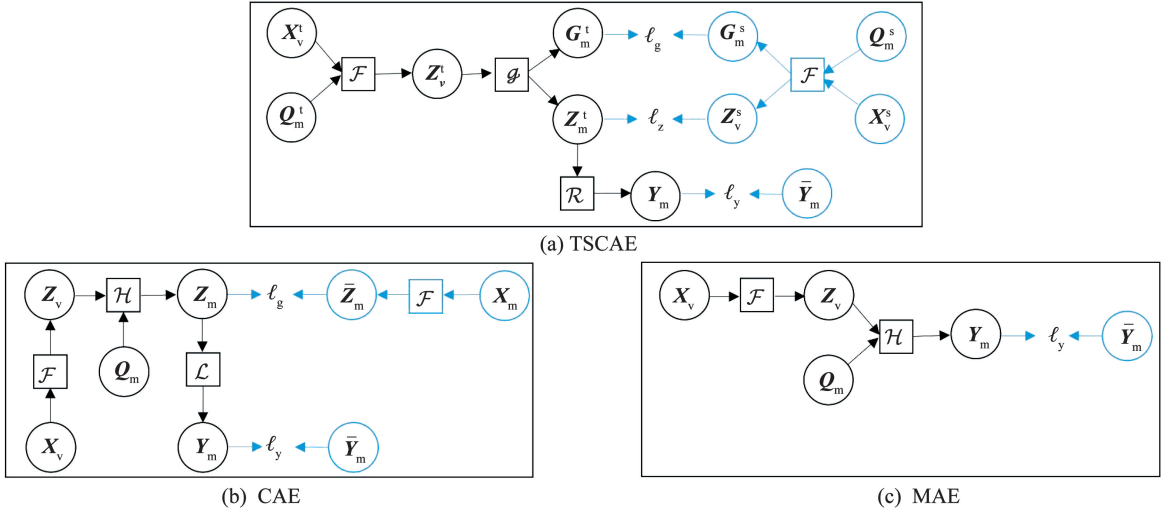 X_v^t
G_m^t ℓ_g G_m^s
Q_m^s
F Z_v^t 𝒢 F
Q_m^t
Z_m^t ℓ_z Z_v^s X_v^s
R Y_m ℓ_y Ȳ_m
(a) TSCAE
Z_v H Z_m ℓ_g Z̄_m F X_m
F Q_m L
X_v Y_m ℓ_y Ȳ_m
(b) CAE
X_v F Z_v
H Y_m ℓ_y Ȳ_m
Q_m
(c) MAE